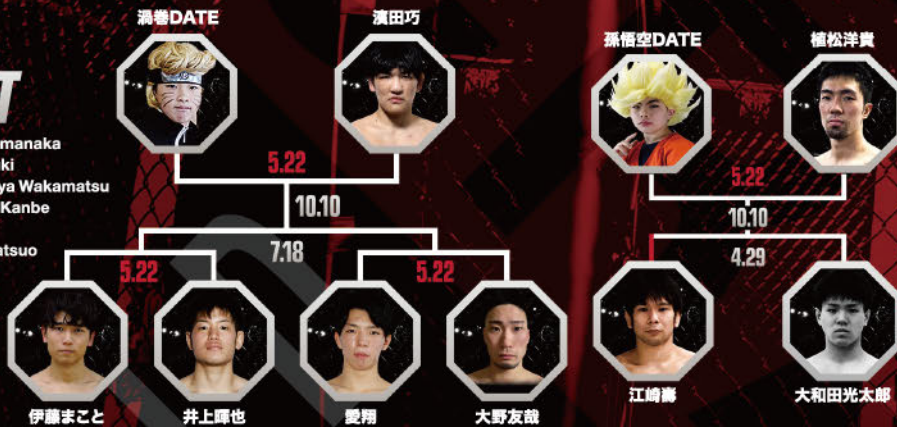 渦巻DATE
濱田巧
孫悟空DATE
植松洋貴
T
manaka
ki
ya Wakamatsu
Kanbe
atsuo
5.22
10.10
7.18
5.22
5.22
5.22
10.10
4.29
伊藤まこと
井上暉也
愛翔
大野友哉
江崎壽
大和田光太郎